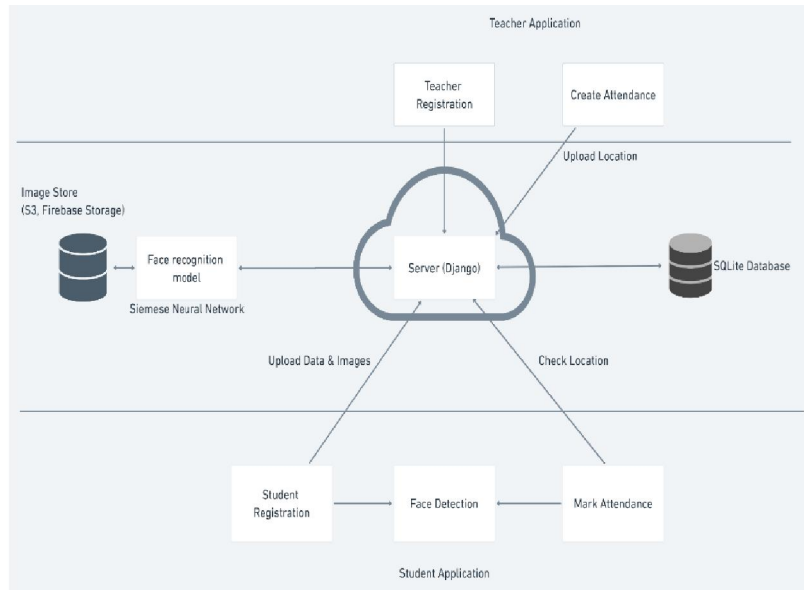 Teacher Application
Teacher
Registration
Create Attendance
Upload Location
Image Store
(S3, Firebase Storage)
Face recognition
model
Siemese Neural Network
Server (Django)
SQLite Database
Upload Data & Images
Check Location
Student
Registration
Face Detection
Mark Attendance
Student Application